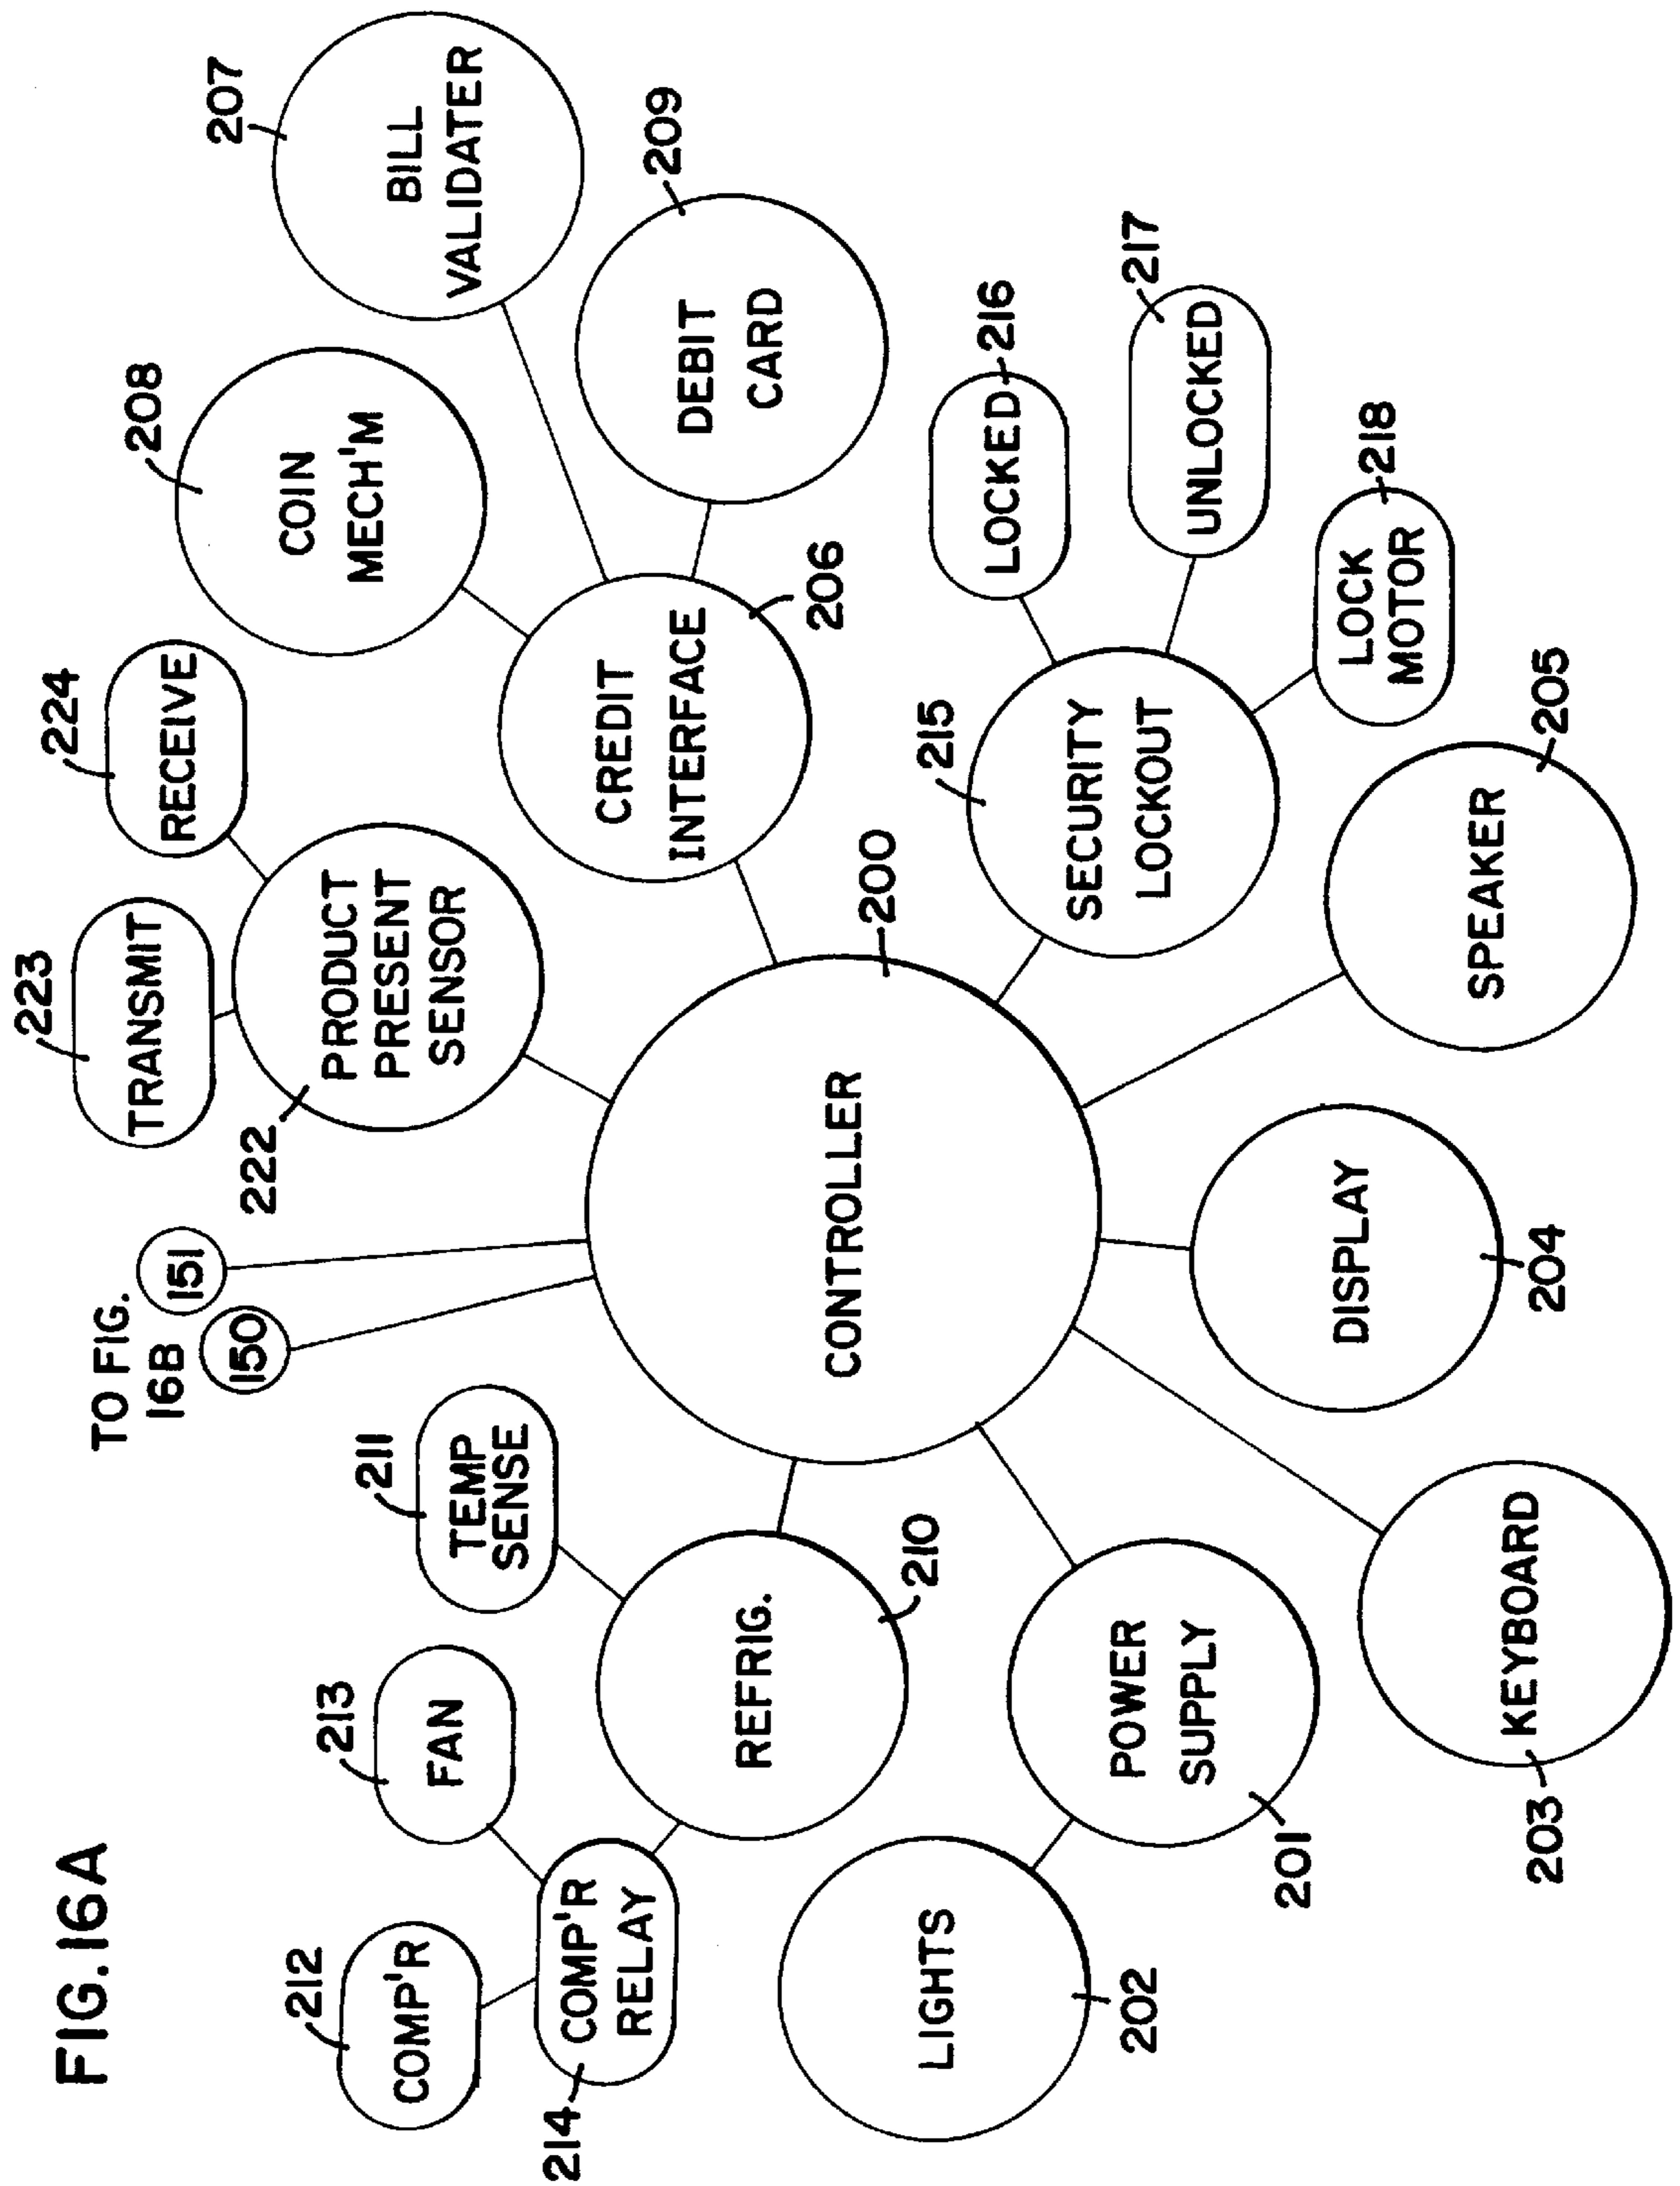 FIG. 16A
TO FIG.
16B
150
151
223
TRANSMIT
224
RECEIVE
222
PRODUCT
PRESENT
SENSOR
208
COIN
MECH'M
207
BILL
VALIDATER
209
DEBIT
CARD
CREDIT
INTERFACE
206
212
COMP'R
213
FAN
211
TEMP
SENSE
214
COMP'R
RELAY
REFRIG.
210
CONTROLLER
200
215
SECURITY
LOCKOUT
LOCKED
216
UNLOCKED
217
LOCK
MOTOR
218
LIGHTS
202
POWER
SUPPLY
201
KEYBOARD
203
DISPLAY
204
SPEAKER
205